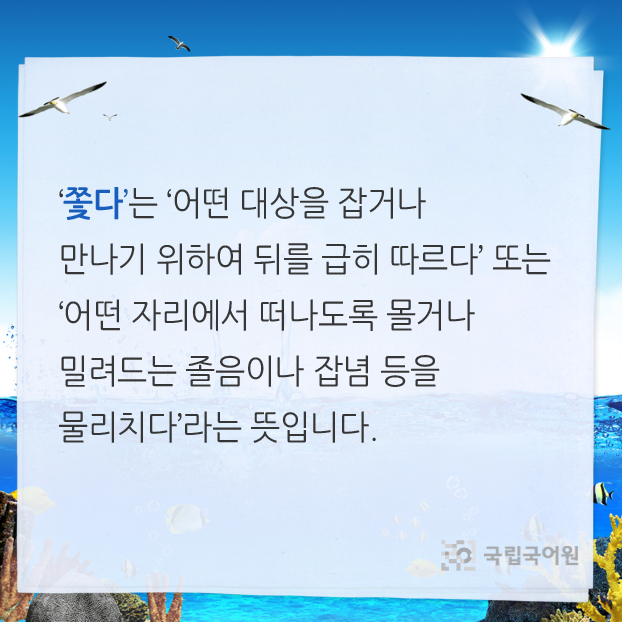 ‘쫓다’는 ‘어떤 대상을 잡거나
만나기 위하여 뒤를 급히 따르다’ 또는
‘어떤 자리에서 떠나도록 몰거나
밀려드는 졸음이나 잡념 등을
물리치다’라는 뜻입니다.
국립국어원